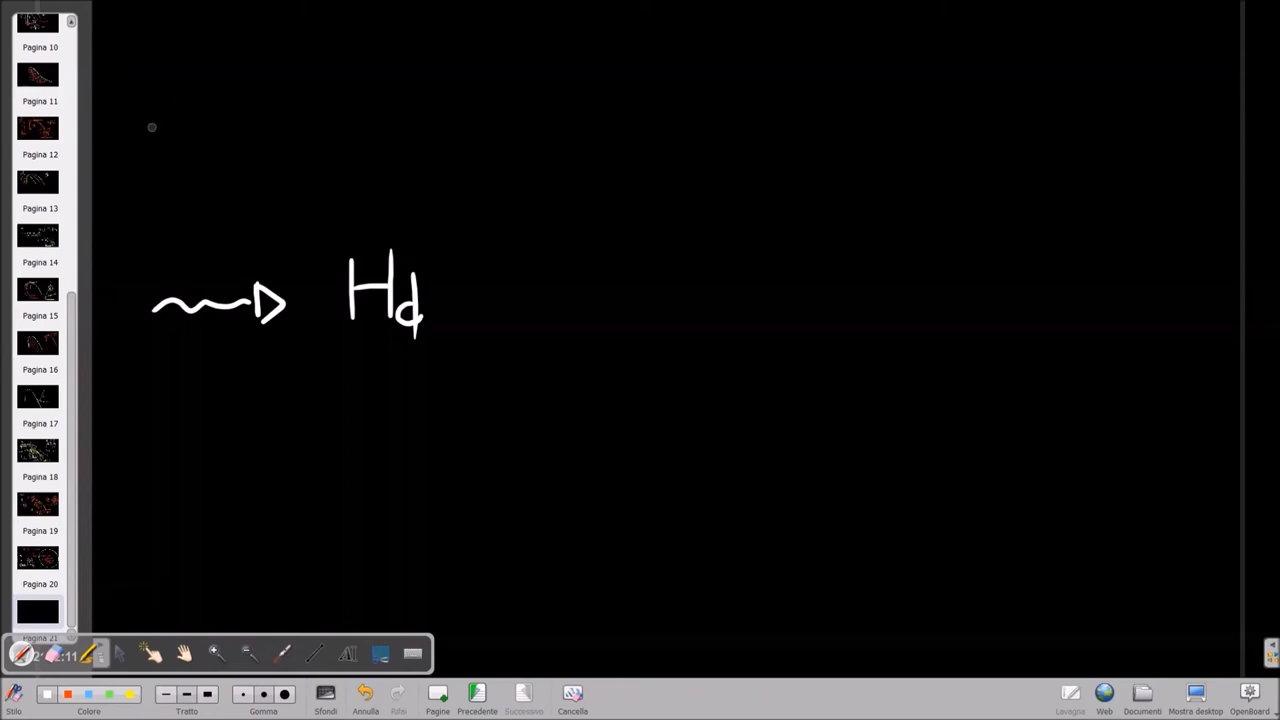 Pagina 10
Pagina 11
Pagina 12
Pagina 13
Pagina 14
Pagina 15
Pagina 16
Pagina 17
Pagina 18
Pagina 19
Pagina 20
Pagina 21
Hd
Stilo
Colore
Tratto
Gomma
Sfondi
Annulla
Rifai
Pagine
Precedente
Successivo
Cancella
Lavagna
Web
Documenti
Mostra desktop
OpenBoard